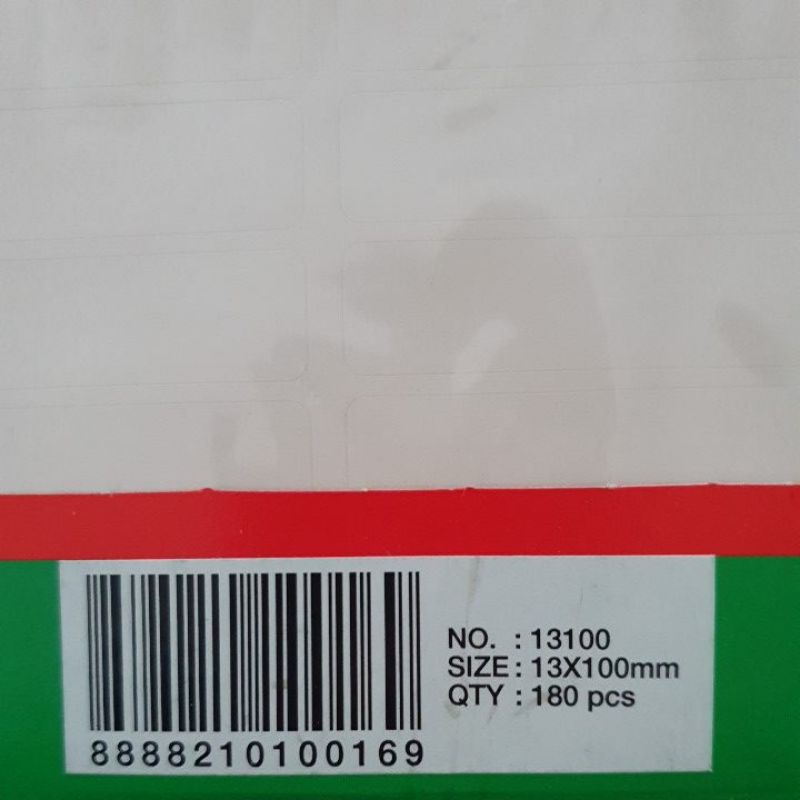 NO. : 13100
SIZE : 13X100mm
QTY : 180 pcs
8888210100169